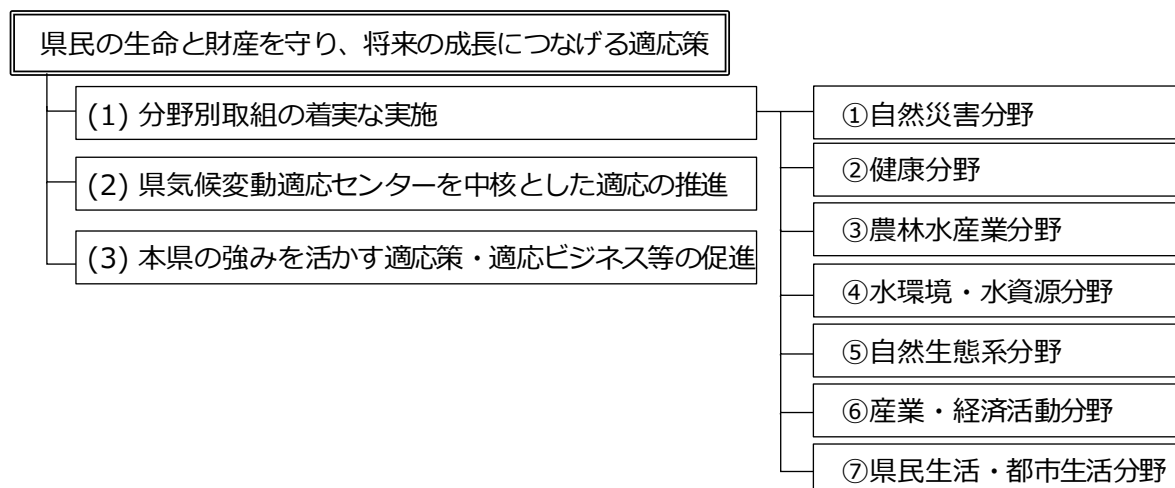 県民の生命と財産を守り、将来の成長につなげる適応策
(1) 分野別取組の着実な実施
(2) 県気候変動適応センターを中核とした適応の推進
(3) 本県の強みを活かす適応策・適応ビジネス等の促進
①自然災害分野
②健康分野
③農林水産業分野
④水環境・水資源分野
⑤自然生態系分野
⑥産業・経済活動分野
⑦県民生活・都市生活分野